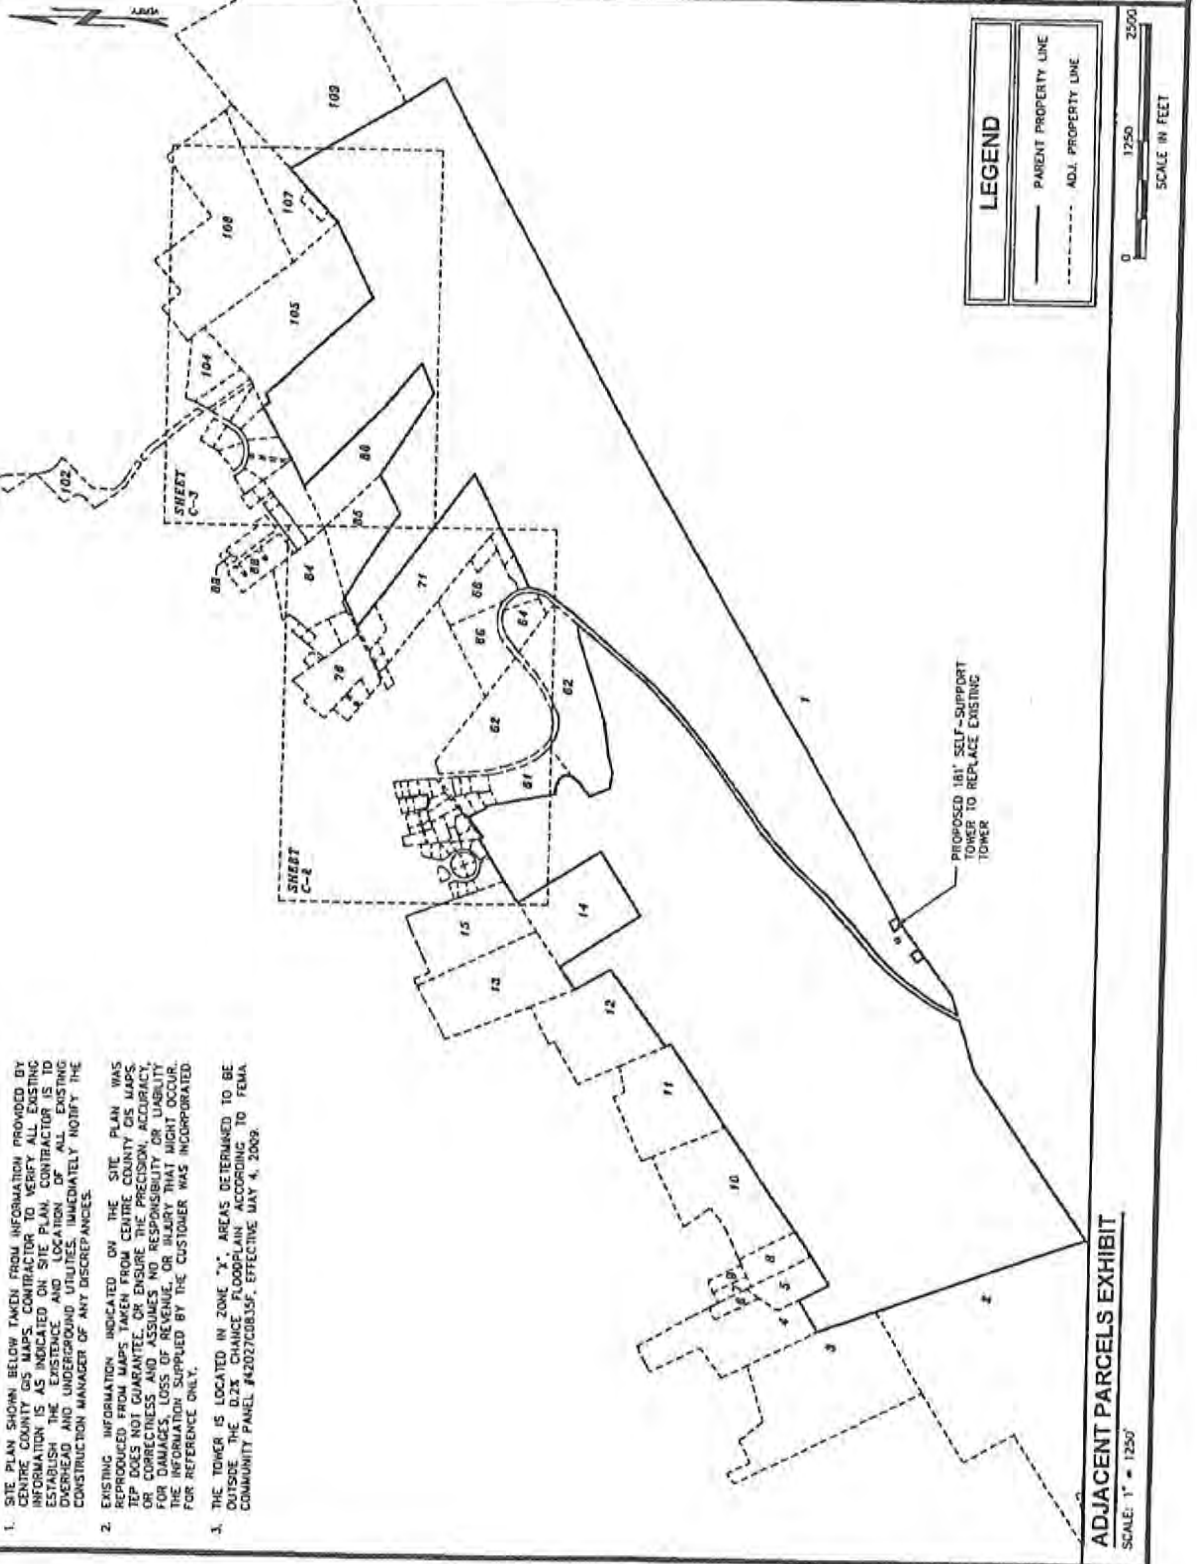 1. SITE PLAN SHOWN BELOW TAKEN FROM INFORMATION PROVIDED BY
CENTRE COUNTY GIS MAPS. CONTRACTOR TO VERIFY ALL EXISTING
INFORMATION IS AS INDICATED ON SITE PLAN. CONTRACTOR IS TO
ESTABLISH THE EXISTENCE AND LOCATION OF ALL EXISTING
OVERHEAD AND UNDERGROUND UTILITIES. IMMEDIATELY NOTIFY THE
CONSTRUCTION MANAGER OF ANY DISCREPANCIES.
2. EXISTING INFORMATION INDICATED ON THE SITE PLAN WAS
REPRODUCED FROM MAPS TAKEN FROM CENTRE COUNTY GIS MAPS.
TEP DOES NOT GUARANTEE, OR ENSURE THE PRECISION, ACCURACY,
OR CORRECTNESS AND ASSUMES NO RESPONSIBILITY OR LIABILITY
FOR DAMAGES, LOSS OF REVENUE, OR INJURY THAT MIGHT OCCUR.
THE INFORMATION SUPPLIED BY THE CUSTOMER WAS INCORPORATED
FOR REFERENCE ONLY.
3. THE TOWER IS LOCATED IN ZONE "X", AREAS DETERMINED TO BE
OUTSIDE THE 0.2% CHANCE FLOODPLAIN ACCORDING TO FEMA
COMMUNITY PANEL #42027C0835F, EFFECTIVE MAY 4, 2009.
102
SHEET
C-3
104
108
109
107
105
88
84
85
86
SHEET
C-2
76
71
68
66
64
62
62
61
15
13
14
12
11
10
8
5
4
3
2
1
PROPOSED 181' SELF-SUPPORT
TOWER TO REPLACE EXISTING
TOWER
LEGEND
PARENT PROPERTY LINE
ADJ. PROPERTY LINE
ADJACENT PARCELS EXHIBIT
SCALE: 1" = 1250'
0 1250 2500
SCALE IN FEET